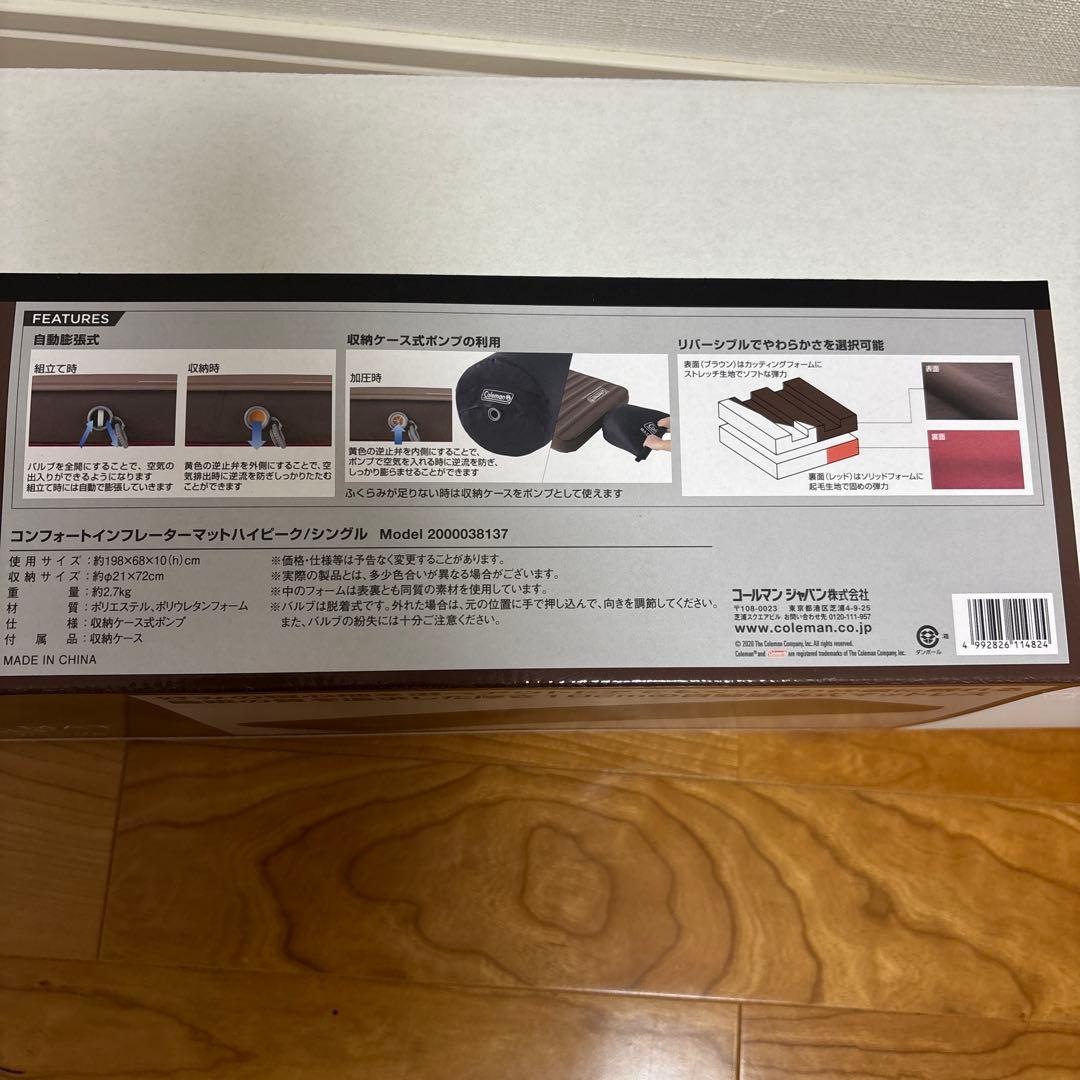 FEATURES
自動膨張式
組立て時
収納時
バルブを全開にすることで、空気の
出入りができるようになります
組立て時には自動で膨張していきます
黄色の逆止弁を外側にすることで、空
気排出時に逆流を防ぎしっかりたたむ
ことができます
収納ケース式ポンプの利用
加圧時
Coleman
黄色の逆止弁を内側にすることで、
ポンプで空気を入れる時に逆流を防ぎ、
しっかり膨らませることができます
ふくらみが足りない時は収納ケースをポンプとして使えます
リバーシブルでやわらかさを選択可能
表面(ブラウン)はカッティングフォームに
ストレッチ生地でソフトな弾力
表面
裏面
裏面(レッド)はソリッドフォームに
起毛生地で固めの弾力
コンフォートインフレーターマットハイピーク/シングル Model 2000038137
使用サイズ:約198×68×10(h)cm
収納サイズ:約φ21×72cm
重量:約2.7kg
材質:ポリエステル、ポリウレタンフォーム
仕様:収納ケース式ポンプ
付属品:収納ケース
MADE IN CHINA
※価格・仕様等は予告なく変更することがあります。
※実際の製品とは、多少色合いが異なる場合がございます。
※中のフォームは表裏とも同質の素材を使用しています。
※バルブは脱着式です。外れた場合は、元の位置に手で押し込んで、向きを調節してください。
また、バルブの紛失には十分ご注意ください。
コールマン ジャパン株式会社
〒108-0023 東京都港区芝浦4-9-25
芝浦スクエアビル お問い合わせ先 0120-111-957
www.coleman.co.jp
© 2020 The Coleman Company, Inc. All rights reserved.
Coleman® and Coleman are registered trademarks of The Coleman Company, Inc.
箱
ダンボール
4 992826 114824